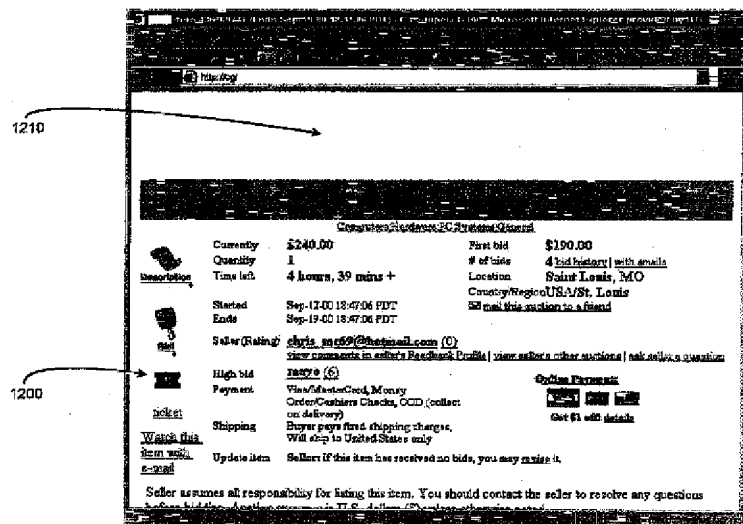 Microsoft Internet Explorer provided by
1210
Computers:Hardware:PC Systems:General
Currently $240.00 First bid $190.00
Quantity 1 # of bids 4 bid history | with emails
Description
Time left 4 hours, 39 mins + Location Saint Louis, MO
Country/Region USA/St. Louis
Started Sep-12-00 18:47:06 PDT mail this auction to a friend
Ends Sep-19-00 18:47:06 PDT
Seller (Rating) (0)
view comments in seller's Feedback Profile | view seller's other auctions | ask seller a question
High bid (6)
Online Payments
1200
Payment Visa/MasterCard, Money
Order/Cashiers Checks, COD (collect
on delivery)
Get $1 off! details
ticket
Shipping Buyer pays fixed shipping charges,
Will ship to United States only
Watch this
item with
e-mail
Update item Seller: If this item has received no bids, you may revise it.
Seller assumes all responsibility for listing this item. You should contact the seller to resolve any questions